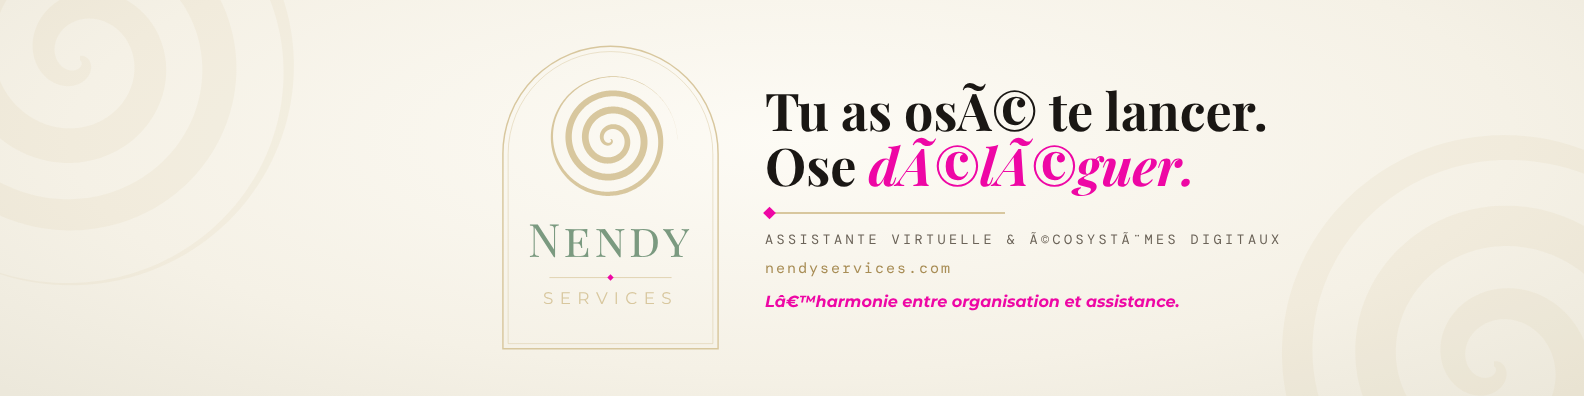 NENDY
SERVICES
Tu as osÃ© te lancer.
Ose dÃ©lÃ©guer.
ASSISTANTE VIRTUELLE & Ã©COSYSTÃ¨MES DIGITAUX
nendyservices.com
Lâ€™harmonie entre organisation et assistance.